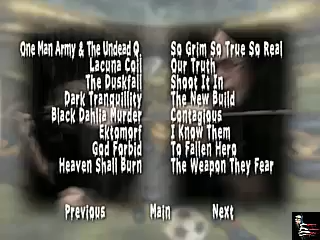 One Man Army & The Undead Q. So Grim So True So Real
Lacuna Coil Our Truth
The Duskfall Shoot It In
Dark Tranquillity The New Build
Black Dahlia Murder Contagious
Ektomorf I Know Them
God Forbid To Fallen Hero
Heaven Shall Burn The Weapon They Fear
Previous Main Next